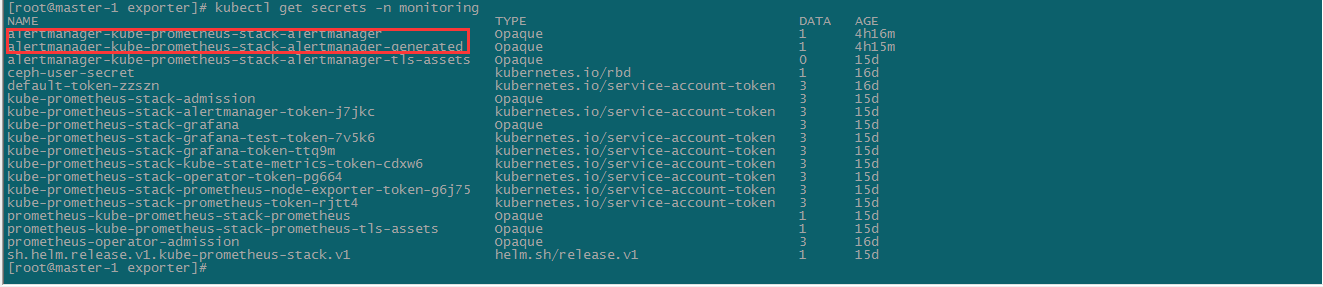 [root@master-1 exporter]# kubectl get secrets -n monitoring
NAME TYPE DATA AGE
alertmanager-kube-prometheus-stack-alertmanager Opaque 1 4h16m
alertmanager-kube-prometheus-stack-alertmanager-generated Opaque 1 4h15m
alertmanager-kube-prometheus-stack-alertmanager-tls-assets Opaque 0 15d
ceph-user-secret kubernetes.io/rbd 1 16d
default-token-zzszn kubernetes.io/service-account-token 3 16d
kube-prometheus-stack-admission Opaque 3 15d
kube-prometheus-stack-alertmanager-token-j7jkc kubernetes.io/service-account-token 3 15d
kube-prometheus-stack-grafana Opaque 3 15d
kube-prometheus-stack-grafana-test-token-7v5k6 kubernetes.io/service-account-token 3 15d
kube-prometheus-stack-grafana-token-ttq9m kubernetes.io/service-account-token 3 15d
kube-prometheus-stack-kube-state-metrics-token-cdxw6 kubernetes.io/service-account-token 3 15d
kube-prometheus-stack-operator-token-pg664 kubernetes.io/service-account-token 3 15d
kube-prometheus-stack-prometheus-node-exporter-token-g6j75 kubernetes.io/service-account-token 3 15d
kube-prometheus-stack-prometheus-token-rjtt4 kubernetes.io/service-account-token 3 15d
prometheus-kube-prometheus-stack-prometheus Opaque 1 15d
prometheus-kube-prometheus-stack-prometheus-tls-assets Opaque 1 15d
prometheus-operator-admission Opaque 3 16d
sh.helm.release.v1.kube-prometheus-stack.v1 helm.sh/release.v1 1 15d
[root@master-1 exporter]#